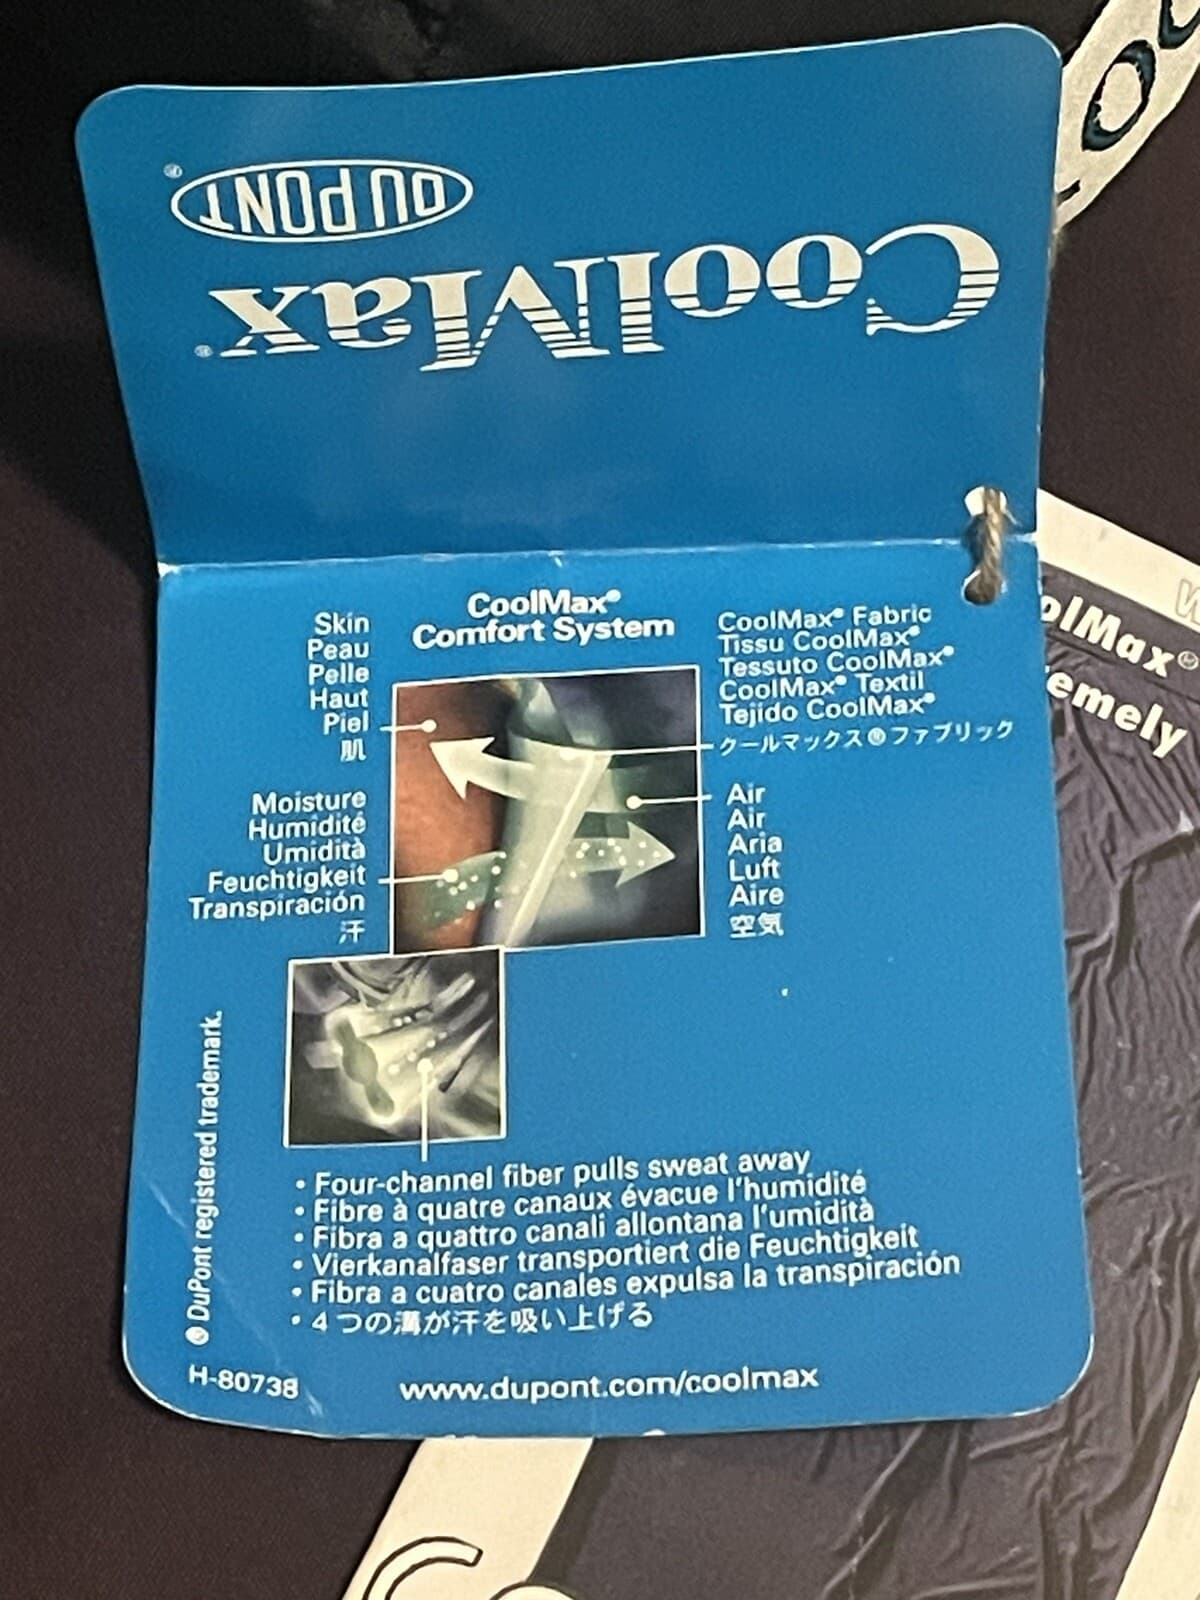 DU PONT®
CoolMax®
CoolMax®
Comfort System
Skin
Peau
Pelle
Haut
Piel
肌
CoolMax® Fabric
Tissu CoolMax®
Tessuto CoolMax®
CoolMax® Textil
Tejido CoolMax®
クールマックス®ファブリック
Moisture
Humidité
Umidità
Feuchtigkeit
Transpiración
汗
Air
Air
Aria
Luft
Aire
空気
• Four-channel fiber pulls sweat away
• Fibre à quatre canaux évacue l'humidité
• Fibra a quattro canali allontana l'umidità
• Vierkanalfaser transportiert die Feuchtigkeit
• Fibra a cuatro canales expulsa la transpiración
• 4つの溝が汗を吸い上げる
® DuPont registered trademark.
H-80738
www.dupont.com/coolmax
olMax®
emely